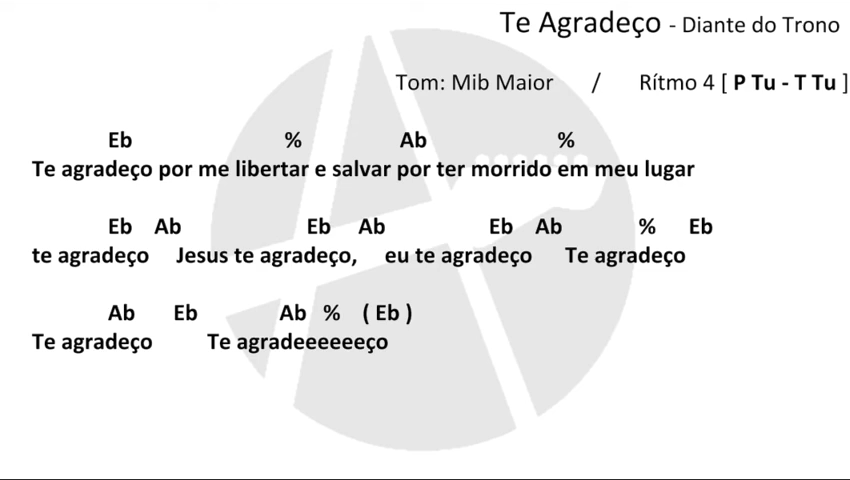 Te Agradeço - Diante do Trono
Tom: Mib Maior / Rítmo 4 [ P Tu - T Tu ]
Eb % Ab %
Te agradeço por me libertar e salvar por ter morrido em meu lugar
Eb Ab Eb Ab Eb Ab % Eb
te agradeço Jesus te agradeço, eu te agradeço Te agradeço
Ab Eb Ab % ( Eb )
Te agradeço Te agradeeeeeeço